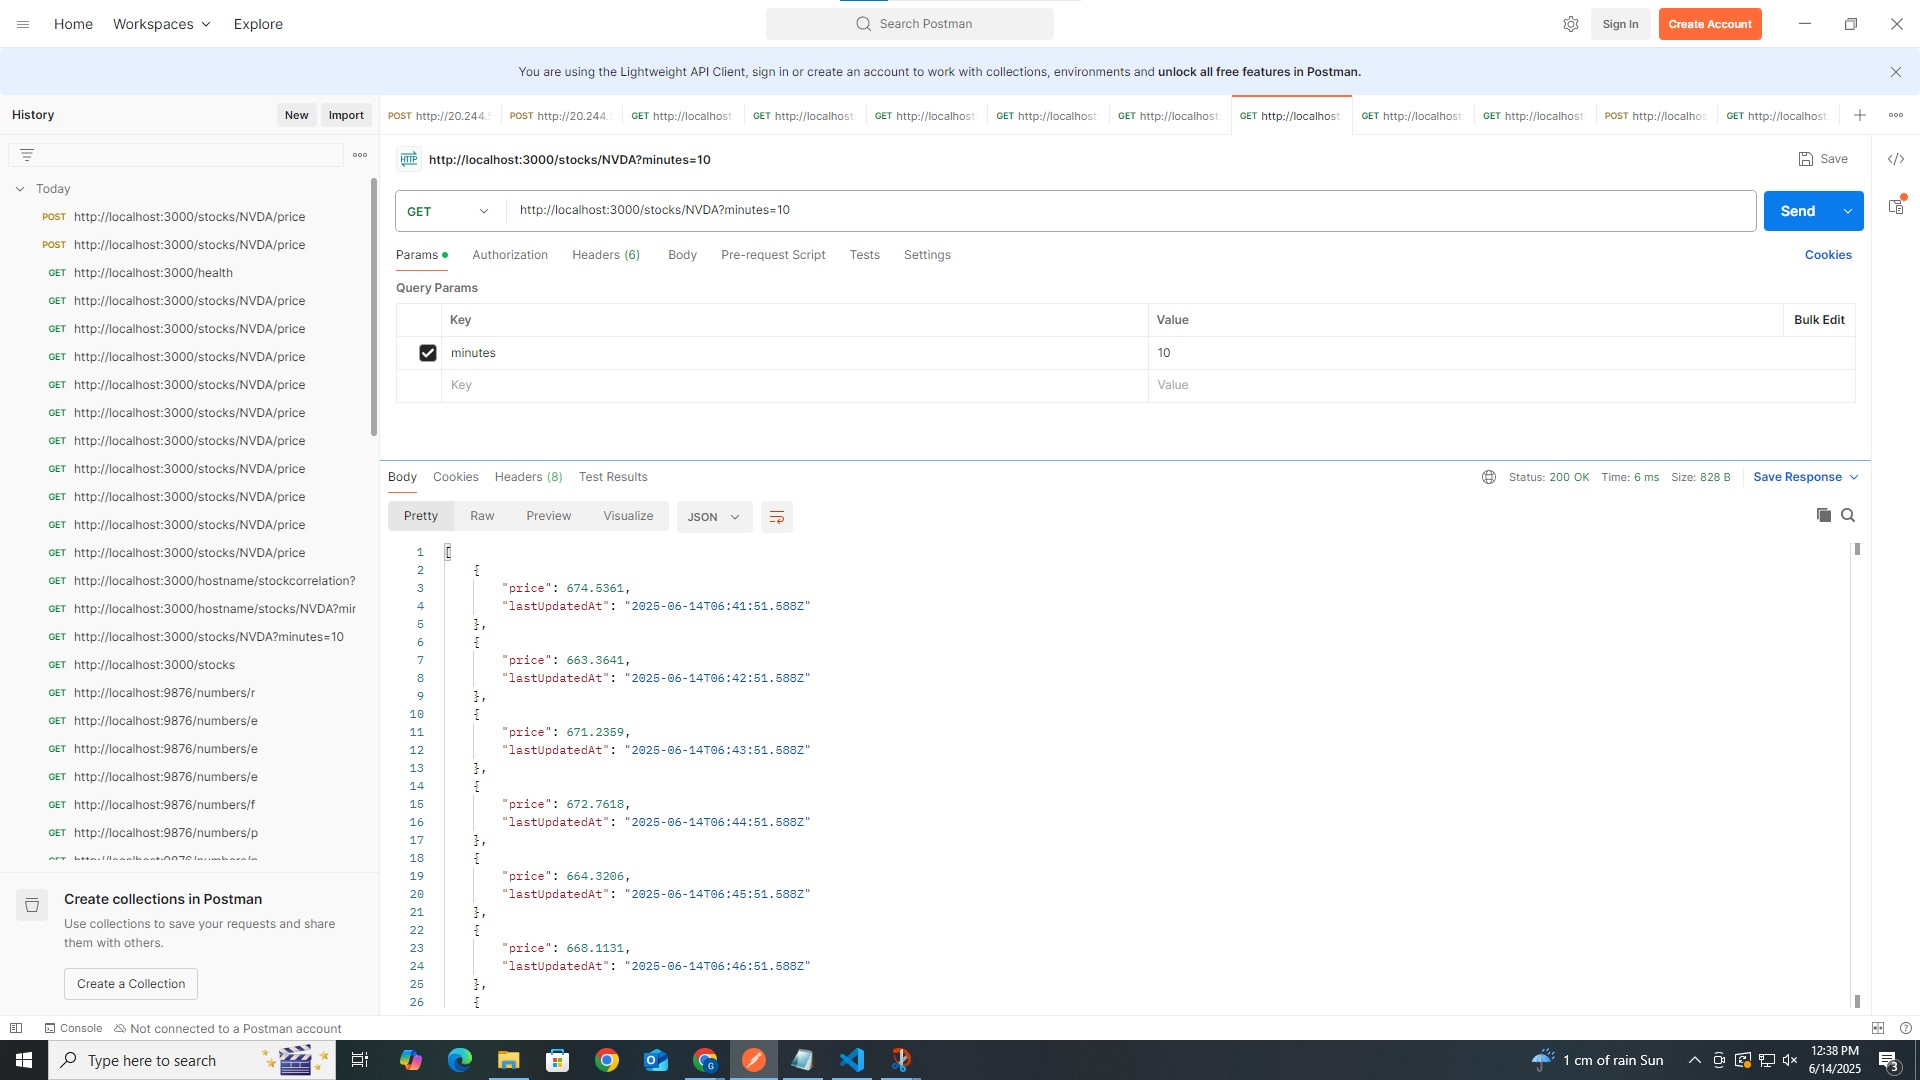 Home Workspaces Explore Search Postman Sign In Create Account
You are using the Lightweight API Client, sign in or create an account to work with collections, environments and unlock all free features in Postman.
History New Import
Today
POST http://localhost:3000/stocks/NVDA/price
POST http://localhost:3000/stocks/NVDA/price
GET http://localhost:3000/health
GET http://localhost:3000/stocks/NVDA/price
GET http://localhost:3000/stocks/NVDA/price
GET http://localhost:3000/stocks/NVDA/price
GET http://localhost:3000/stocks/NVDA/price
GET http://localhost:3000/stocks/NVDA/price
GET http://localhost:3000/stocks/NVDA/price
GET http://localhost:3000/stocks/NVDA/price
GET http://localhost:3000/stocks/NVDA/price
GET http://localhost:3000/stocks/NVDA/price
GET http://localhost:3000/stocks/NVDA/price
GET http://localhost:3000/hostname/stockcorrelation?
GET http://localhost:3000/hostname/stocks/NVDA?mir
GET http://localhost:3000/stocks/NVDA?minutes=10
GET http://localhost:3000/stocks
GET http://localhost:9876/numbers/r
GET http://localhost:9876/numbers/e
GET http://localhost:9876/numbers/e
GET http://localhost:9876/numbers/e
GET http://localhost:9876/numbers/f
GET http://localhost:9876/numbers/p
Create collections in Postman
Use collections to save your requests and share
them with others.
Create a Collection
POST http://20.244. POST http://20.244. GET http://localhost: GET http://localhost: GET http://localhost: GET http://localhost: GET http://localhost: GET http://localhost: GET http://localhost: GET http://localhost: POST http://localhos GET http://localhost:
HTTP http://localhost:3000/stocks/NVDA?minutes=10 Save
GET http://localhost:3000/stocks/NVDA?minutes=10 Send
Params Authorization Headers (6) Body Pre-request Script Tests Settings Cookies
Query Params
Key Value Bulk Edit
minutes 10
Key Value
Body Cookies Headers (8) Test Results Status: 200 OK Time: 6 ms Size: 828 B Save Response
Pretty Raw Preview Visualize JSON
1 [
2 {
3 "price": 674.5361,
4 "lastUpdatedAt": "2025-06-14T06:41:51.588Z"
5 },
6 {
7 "price": 663.3641,
8 "lastUpdatedAt": "2025-06-14T06:42:51.588Z"
9 },
10 {
11 "price": 671.2359,
12 "lastUpdatedAt": "2025-06-14T06:43:51.588Z"
13 },
14 {
15 "price": 672.7618,
16 "lastUpdatedAt": "2025-06-14T06:44:51.588Z"
17 },
18 {
19 "price": 664.3206,
20 "lastUpdatedAt": "2025-06-14T06:45:51.588Z"
21 },
22 {
23 "price": 668.1131,
24 "lastUpdatedAt": "2025-06-14T06:46:51.588Z"
25 },
26 {
Console Not connected to a Postman account
Type here to search 1 cm of rain Sun 12:38 PM
6/14/2025 3